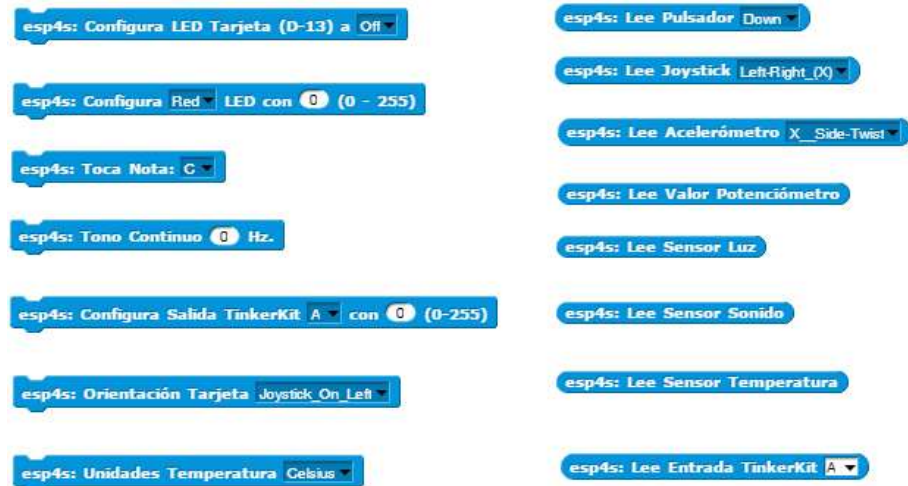 esp4s: Configura LED Tarjeta (D-13) a Off
esp4s: Configura Red LED con 0 (0 - 255)
esp4s: Toca Nota: C
esp4s: Tono Continuo 0 Hz.
esp4s: Configura Salida TinkerKit A con 0 (0-255)
esp4s: Orientación Tarjeta Joystick_On_Left
esp4s: Unidades Temperatura Celsius
esp4s: Lee Pulsador Down
esp4s: Lee Joystick Left-Right_(X)
esp4s: Lee Acelerómetro X__Side-Twist
esp4s: Lee Valor Potenciómetro
esp4s: Lee Sensor Luz
esp4s: Lee Sensor Sonido
esp4s: Lee Sensor Temperatura
esp4s: Lee Entrada TinkerKit A